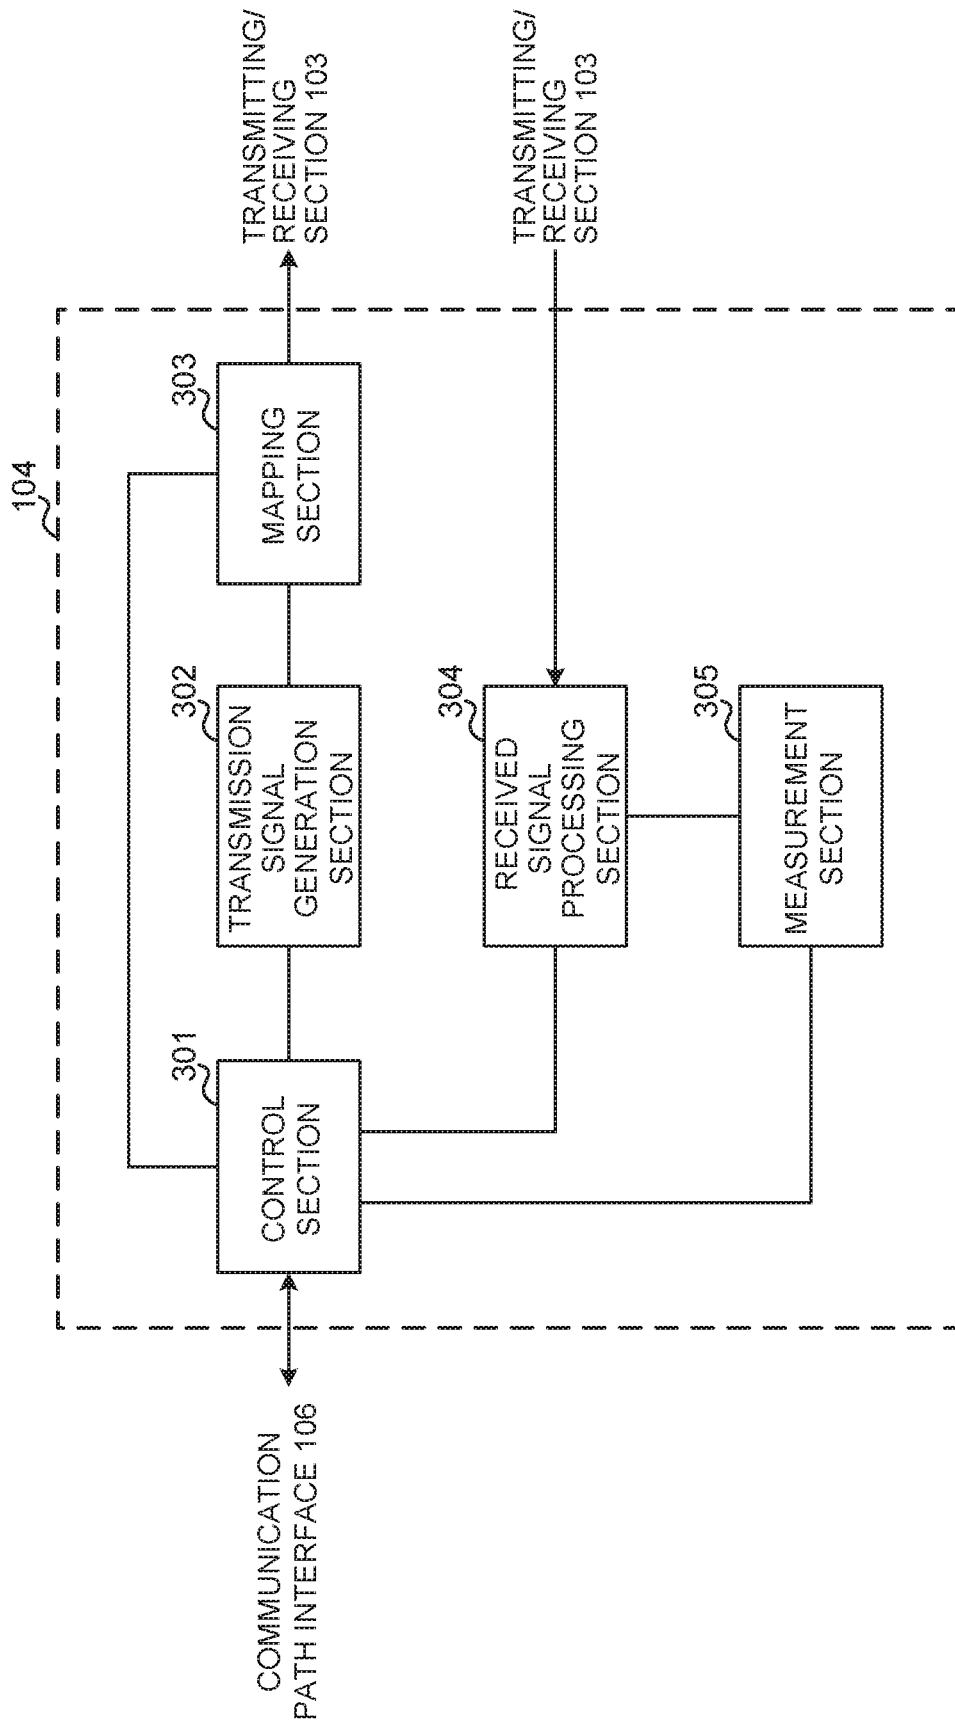 104
COMMUNICATION
PATH INTERFACE 106
301
CONTROL
SECTION
302
TRANSMISSION
SIGNAL
GENERATION
SECTION
303
MAPPING
SECTION
TRANSMITTING/
RECEIVING
SECTION 103
304
RECEIVED
SIGNAL
PROCESSING
SECTION
TRANSMITTING/
RECEIVING
SECTION 103
305
MEASUREMENT
SECTION